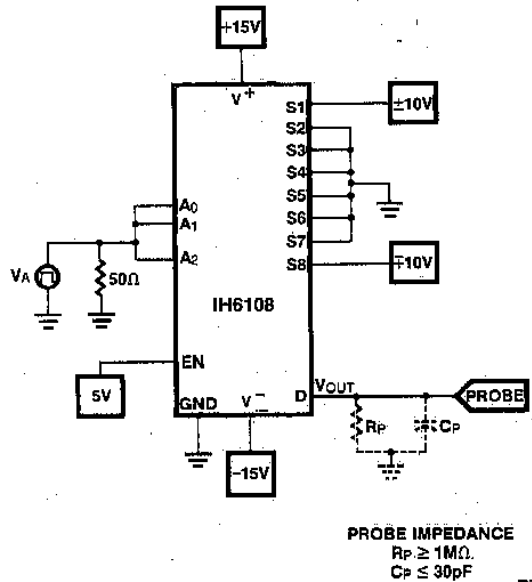 +15V
V+
S1
±10V
S2
S3
S4
S5
S6
S7
S8
∓10V
A0
A1
A2
VA
50Ω
IH6108
EN
5V
GND
V−
D
VOUT
PROBE
RP
CP
−15V
PROBE IMPEDANCE
RP ≥ 1MΩ.
CP ≤ 30pF